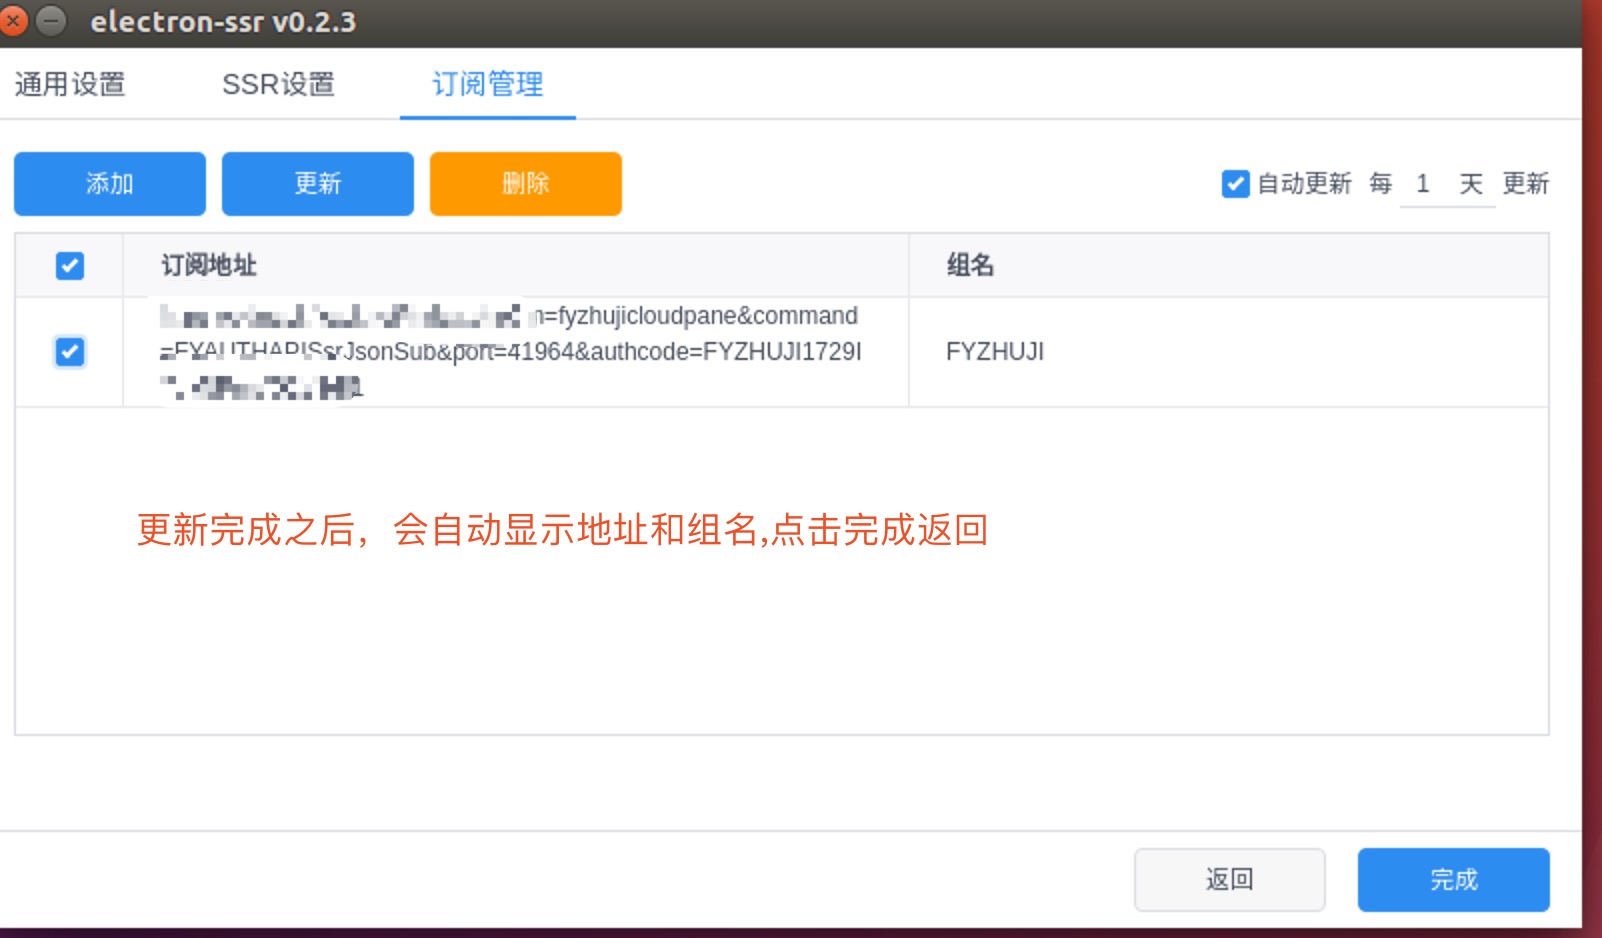 electron-ssr v0.2.3
通用设置 SSR设置 订阅管理
添加 更新 删除 自动更新 每 1 天 更新
订阅地址 组名
=fyzhujicloudpane&command
JsonSub&port=41964&authcode=FYZHUJI1729I FYZHUJI
更新完成之后，会自动显示地址和组名,点击完成返回
返回 完成